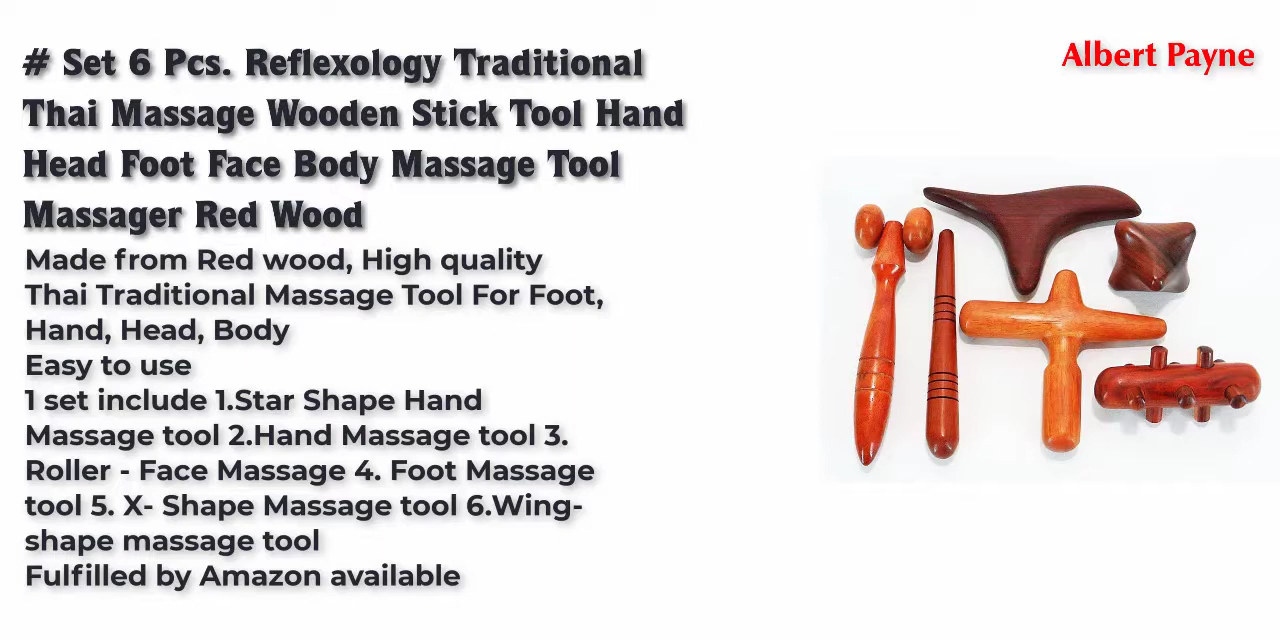 # Set 6 Pcs. Reflexology Traditional
Thai Massage Wooden Stick Tool Hand
Head Foot Face Body Massage Tool
Massager Red Wood
Made from Red wood, High quality
Thai Traditional Massage Tool For Foot,
Hand, Head, Body
Easy to use
1 set include 1.Star Shape Hand
Massage tool 2.Hand Massage tool 3.
Roller - Face Massage 4. Foot Massage
tool 5. X- Shape Massage tool 6.Wing-
shape massage tool
Fulfilled by Amazon available
Albert Payne